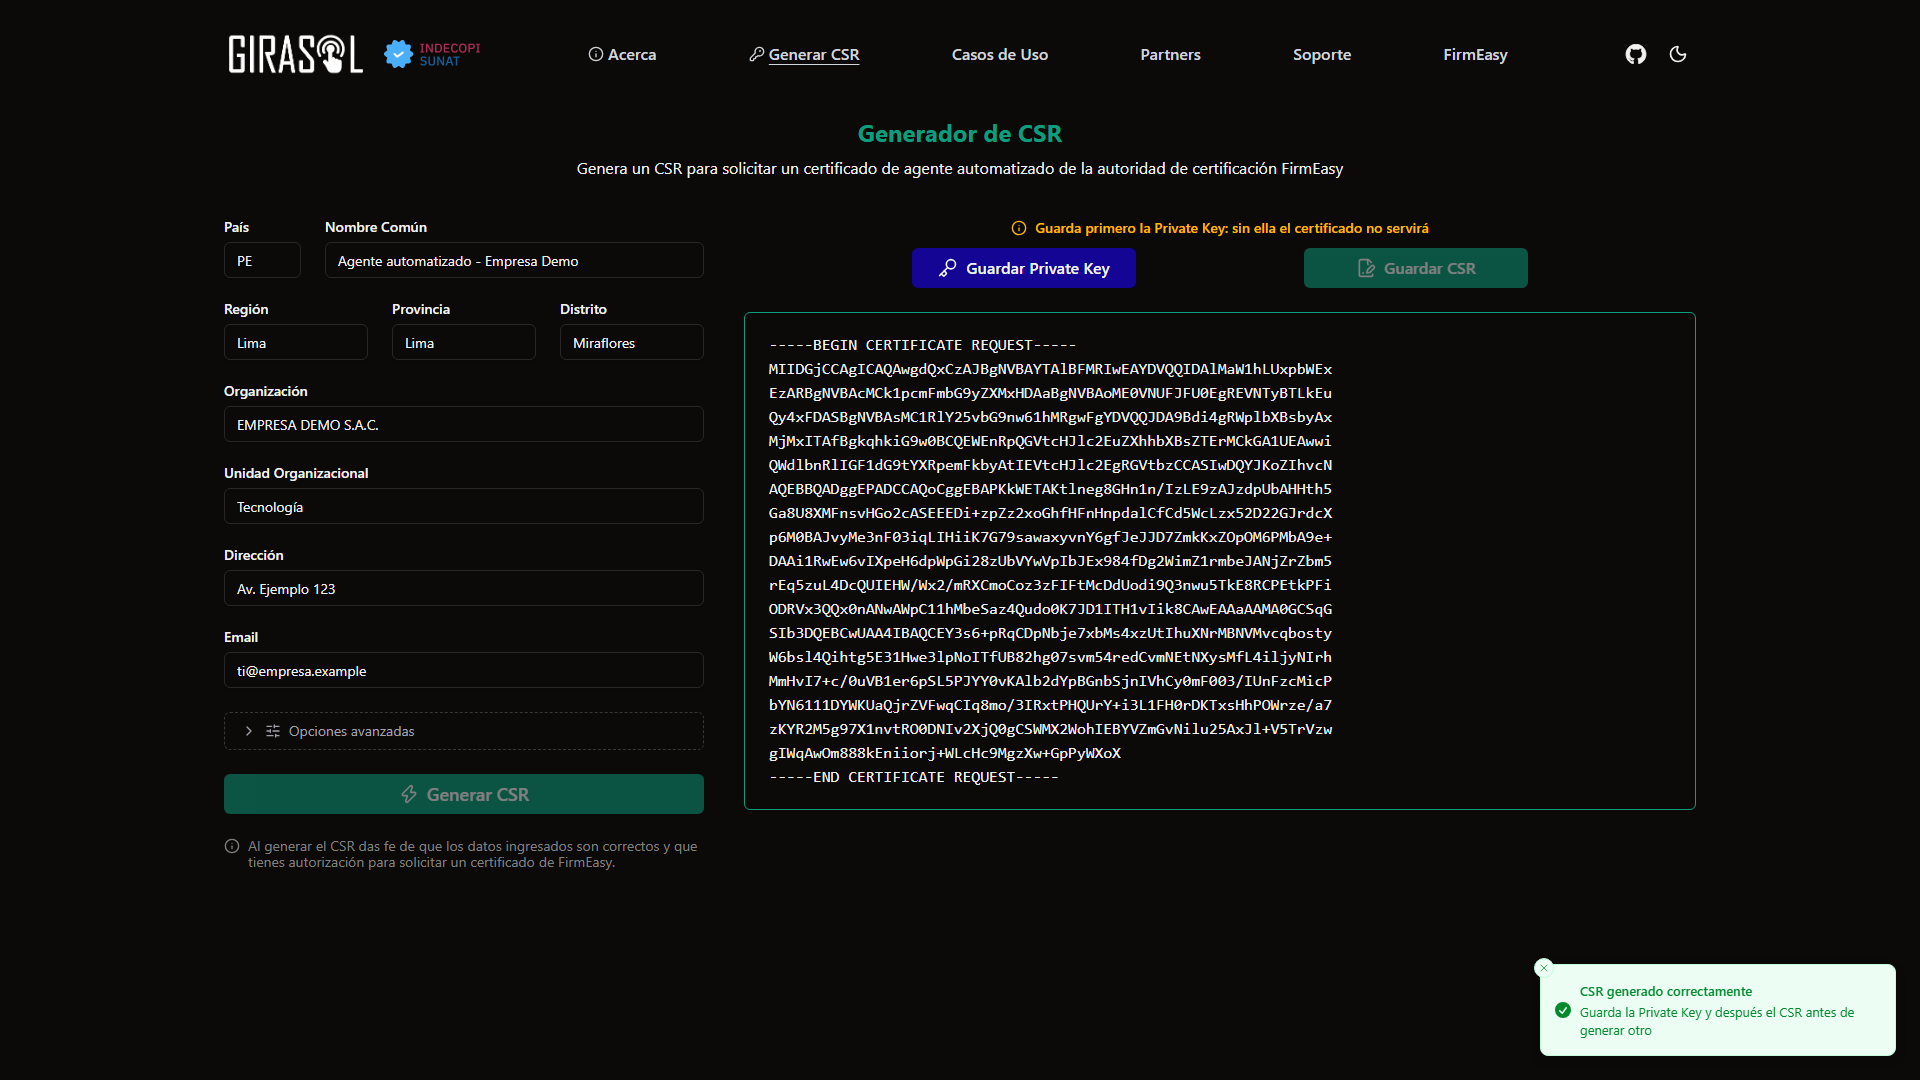 GIRASOL
INDECOPI
SUNAT
Acerca
Generar CSR
Casos de Uso
Partners
Soporte
FirmEasy
Generador de CSR
Genera un CSR para solicitar un certificado de agente automatizado de la autoridad de certificación FirmEasy
País
Nombre Común
PE
Agente automatizado - Empresa Demo
Región
Provincia
Distrito
Lima
Lima
Miraflores
Organización
EMPRESA DEMO S.A.C.
Unidad Organizacional
Tecnología
Dirección
Av. Ejemplo 123
Email
ti@empresa.example
Opciones avanzadas
Generar CSR
Al generar el CSR das fe de que los datos ingresados son correctos y que
tienes autorización para solicitar un certificado de FirmEasy.
Guarda primero la Private Key: sin ella el certificado no servirá
Guardar Private Key
Guardar CSR
-----BEGIN CERTIFICATE REQUEST-----
MIIDGjCCAgICAQAwgdQxCzAJBgNVBAYTAlBFMRIwEAYDVQQIDAlMaW1hLUxpbWEx
EzARBgNVBAcMCk1pcmFmbG9yZXMxHDAaBgNVBAoME0VNUFJFU0EgREVNTyBTLkEu
Qy4xFDASBgNVBAsMC1RlY25vbG9nw61hMRgwFgYDVQQJDA9Bdi4gRWplbXBsbyAx
MjMxITAfBgkqhkiG9w0BCQEWEnRpQGVtcHJlc2EuZXhhbXBsZTErMCkGA1UEAwwi
QWdlbnRlIGF1dG9tYXRpemFkbyAtIEVtcHJlc2EgRGVtbzCCASIwDQYJKoZIhvcN
AQEBBQADggEPADCCAQoCggEBAPKkWETAKtlneg8GHn1n/IzLE9zAJzdpUbAHHth5
Ga8U8XMFnsvHGo2cASEEEDi+zpZz2xoGhfHFnHnpdalCfCd5WcLzx52D22GJrdcX
p6M0BAJvyMe3nF03iqLIHiiK7G79sawaxyvnY6gfJeJJD7ZmkKxZOpOM6PMbA9e+
DAAi1RwEw6vIXpeH6dpWpGi28zUbVYwVpIbJEx984fDg2WimZ1rmbeJANjZrZbm5
rEq5zuL4DcQUIEHW/Wx2/mRXCmoCoz3zFIFtMcDdUodi9Q3nwu5TkE8RCPEtkPFi
ODRVx3QQx0nANwAWpC11hMbeSaz4Qudo0K7JD1ITH1vIik8CAwEAAaAAMA0GCSqG
SIb3DQEBCwUAA4IBAQCEY3s6+pRqCDpNbje7xbMs4xzUtIhuXNrMBNVMvcqbosty
W6bsl4Qihtg5E31Hwe3lpNoITfUB82hg07svm54redCvmNEtNXysMfL4iljyNIrh
MmHvI7+c/0uVB1er6pSL5PJYY0vKAlb2dYpBGnbSjnIVhCy0mF003/IUnFzcMicP
bYN6111DYWKUaQjrZVFwqCIq8mo/3IRxtPHQUrY+i3L1FH0rDKTxsHhPOWrze/a7
zKYR2M5g97X1nvtRO0DNIv2XjQ0gCSWMX2WohIEBYVZmGvNilu25AxJl+V5TrVzw
gIWqAwOm888kEniiorj+WLcHc9MgzXw+GpPyWXoX
-----END CERTIFICATE REQUEST-----
CSR generado correctamente
Guarda la Private Key y después el CSR antes de
generar otro